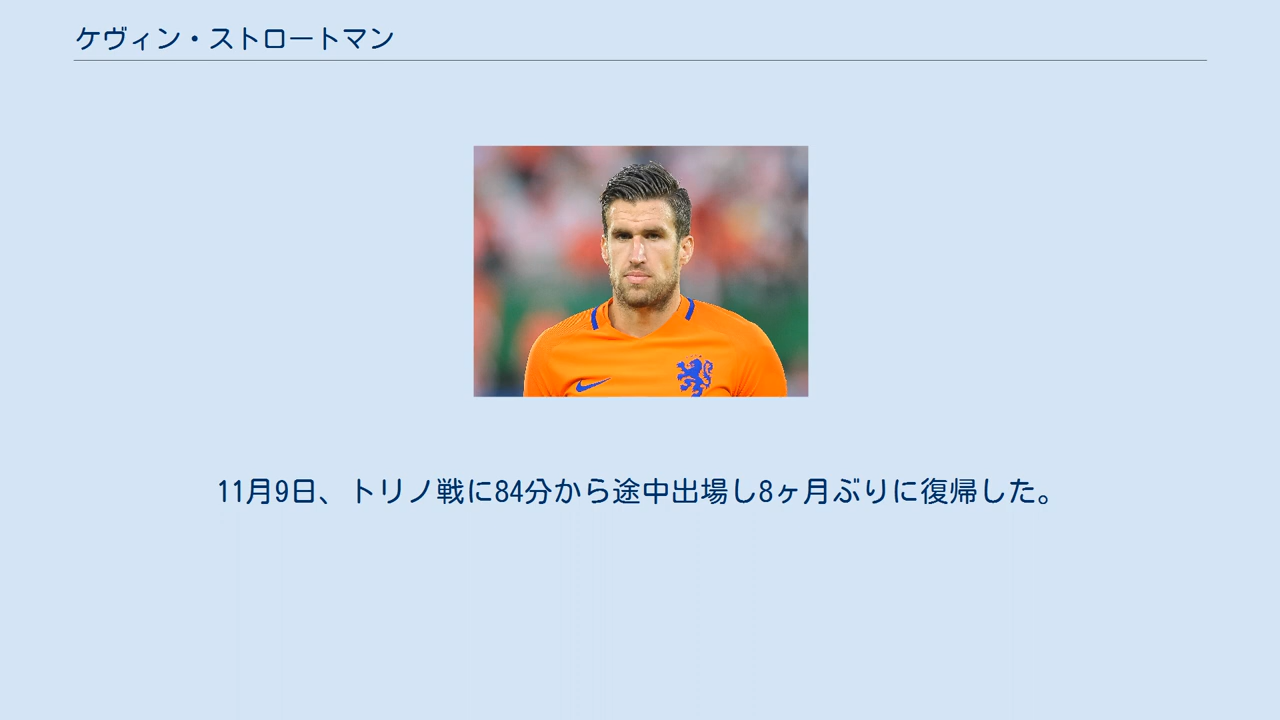 ケヴィン・ストロートマン
11月9日、トリノ戦に84分から途中出場し8ヶ月ぶりに復帰した。